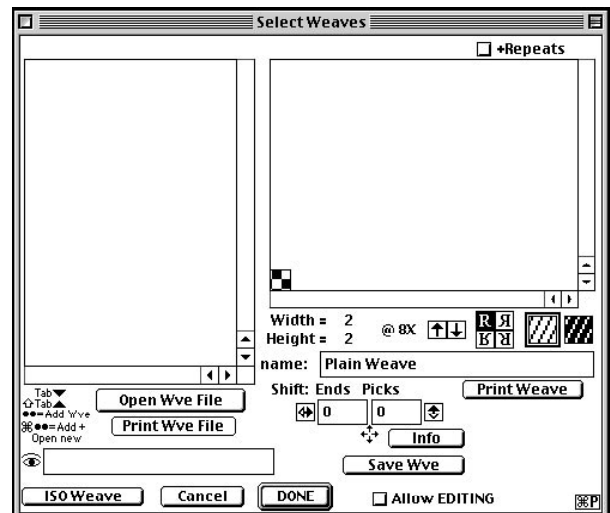 Select Weaves
+Repeats
Width = 2
Height = 2
@ 8X
R Я
name: Plain Weave
Shift: Ends Picks
0 0
Print Weave
Info
Save Wve
Tab
⇧Tab
●●=Add Wve
⌘●●=Add +
Open new
Open Wve File
Print Wve File
ISO Weave
Cancel
DONE
Allow EDITING
⌘P